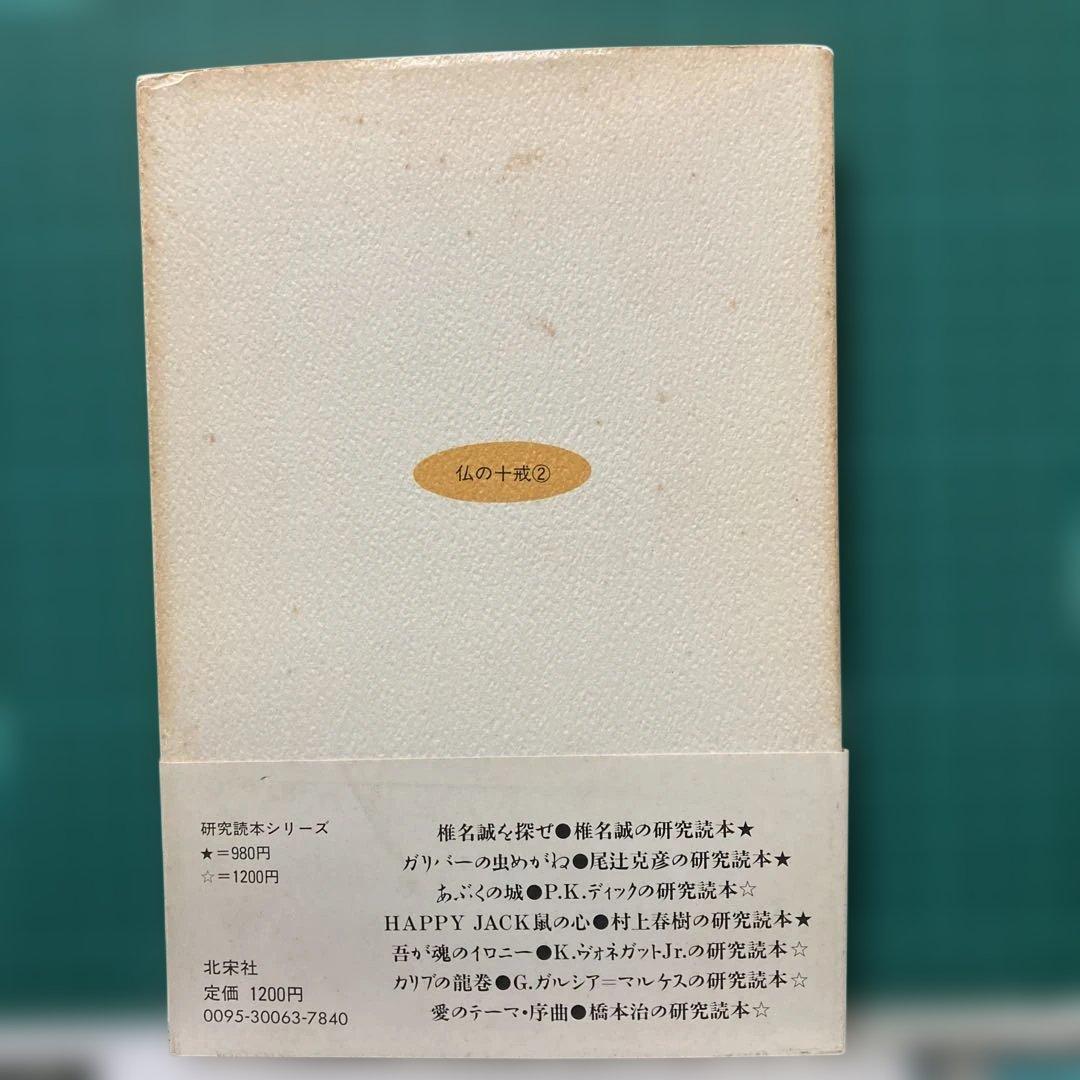 仏の十戒②
研究読本シリーズ
★=980円
☆=1200円
椎名誠を探せ●椎名誠の研究読本★
ガリバーの虫めがね●尾辻克彦の研究読本★
あぶくの城●P.K.ディックの研究読本☆
HAPPY JACK鼠の心●村上春樹の研究読本★
吾が魂のイロニー●K.ヴォネガットJr.の研究読本☆
カリブの龍巻●G.ガルシア=マルケスの研究読本☆
愛のテーマ・序曲●橋本治の研究読本☆
北宋社
定価 1200円
0095-30063-7840